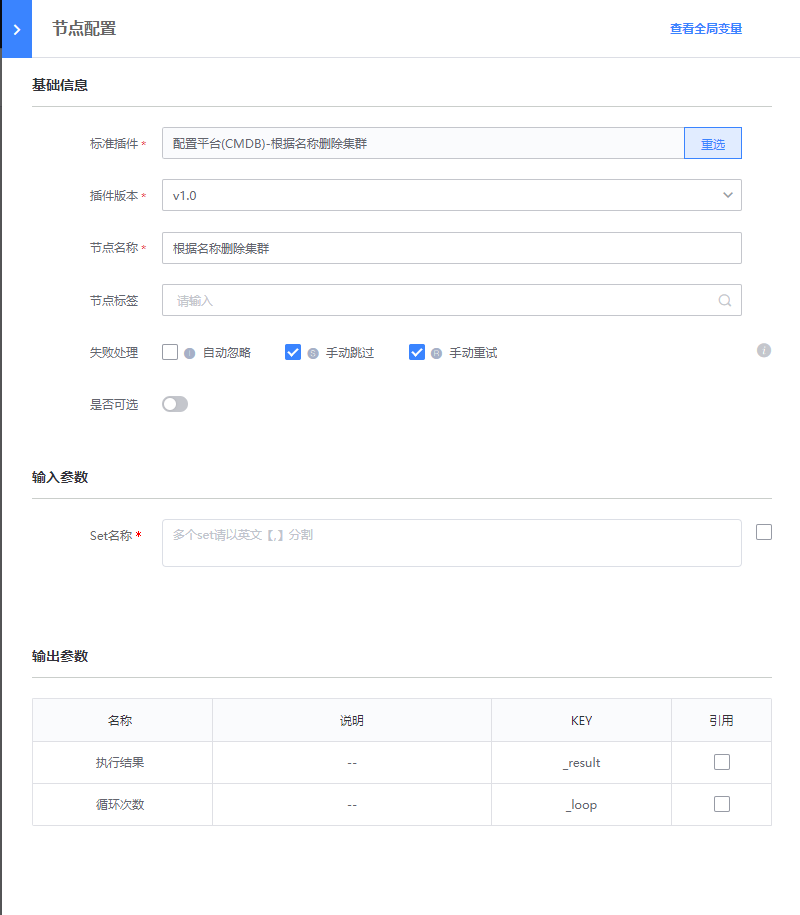 节点配置 查看全局变量
基础信息
标准插件* 配置平台(CMDB)-根据名称删除集群 重选
插件版本* v1.0
节点名称* 根据名称删除集群
节点标签 请输入
失败处理 自动忽略 手动跳过 手动重试
是否可选
输入参数
Set名称* 多个set请以英文【,】分割
输出参数
名称 说明 KEY 引用
执行结果 -- _result
循环次数 -- _loop